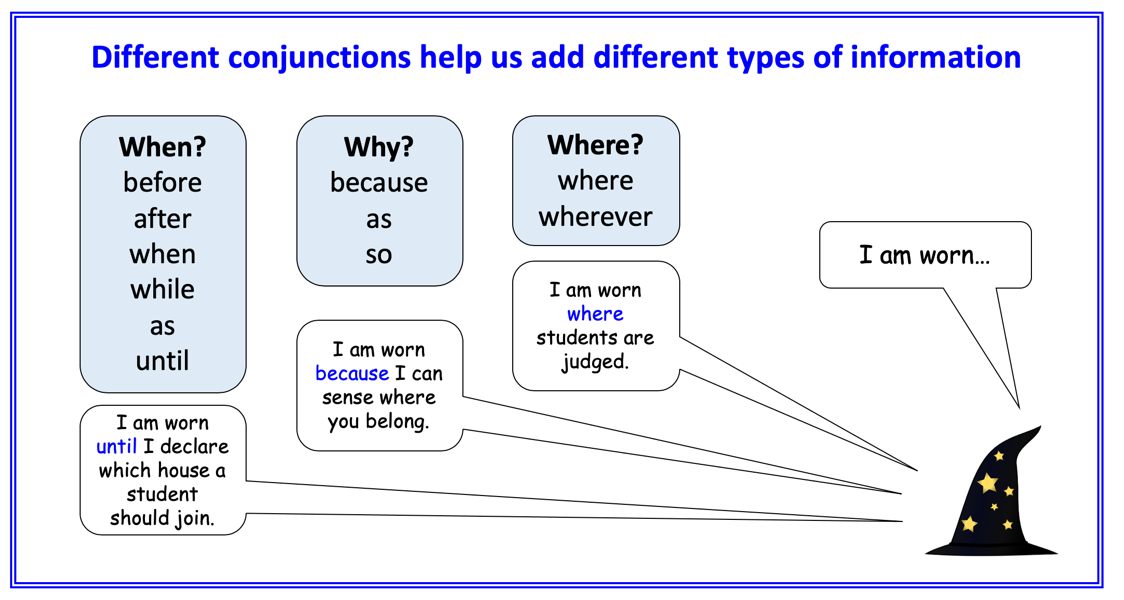 Different conjunctions help us add different types of information
When?
before
after
when
while
as
until
Why?
because
as
so
Where?
where
wherever
I am worn…
I am worn
where
students are
judged.
I am worn
because I can
sense where
you belong.
I am worn
until I declare
which house a
student
should join.